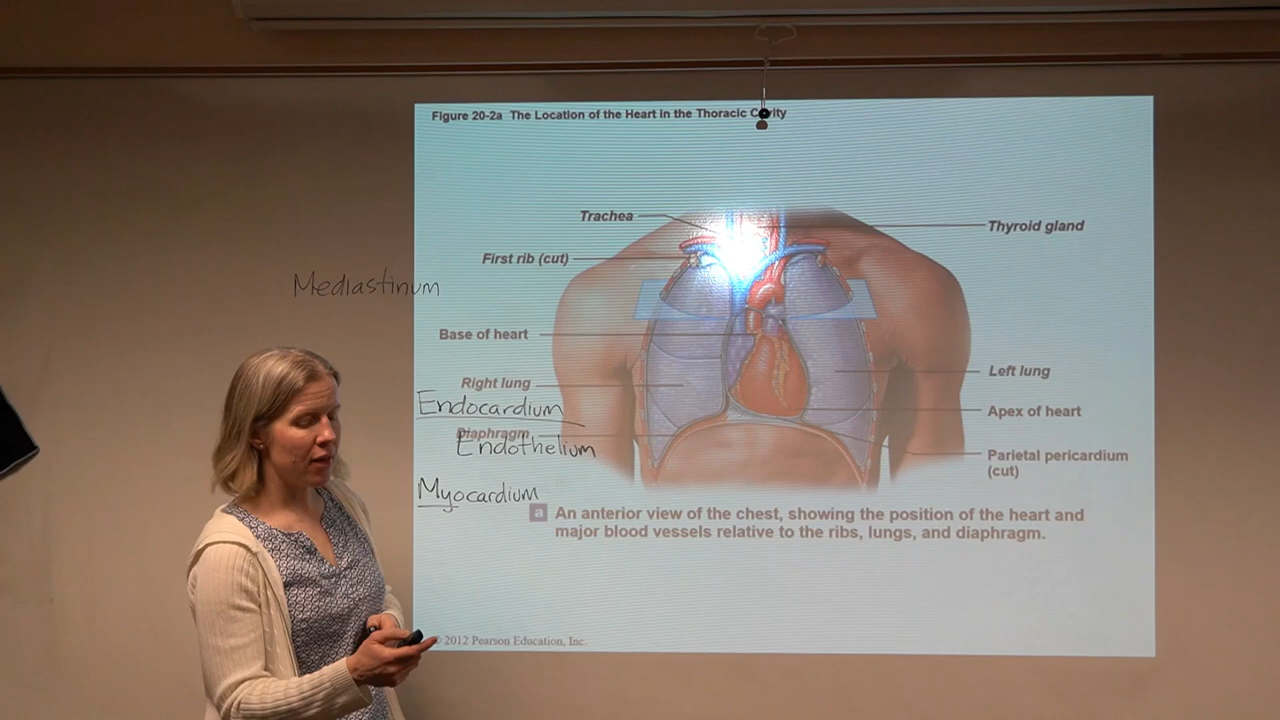 Figure 20-2a The Location of the Heart in the Thoracic Cavity
Trachea
Thyroid gland
First rib (cut)
Mediastinum
Base of heart
Left lung
Right lung
Endocardium
Apex of heart
Diaphragm
Endothelium
Parietal pericardium
(cut)
Myocardium
a An anterior view of the chest, showing the position of the heart and
major blood vessels relative to the ribs, lungs, and diaphragm.
© 2012 Pearson Education, Inc.